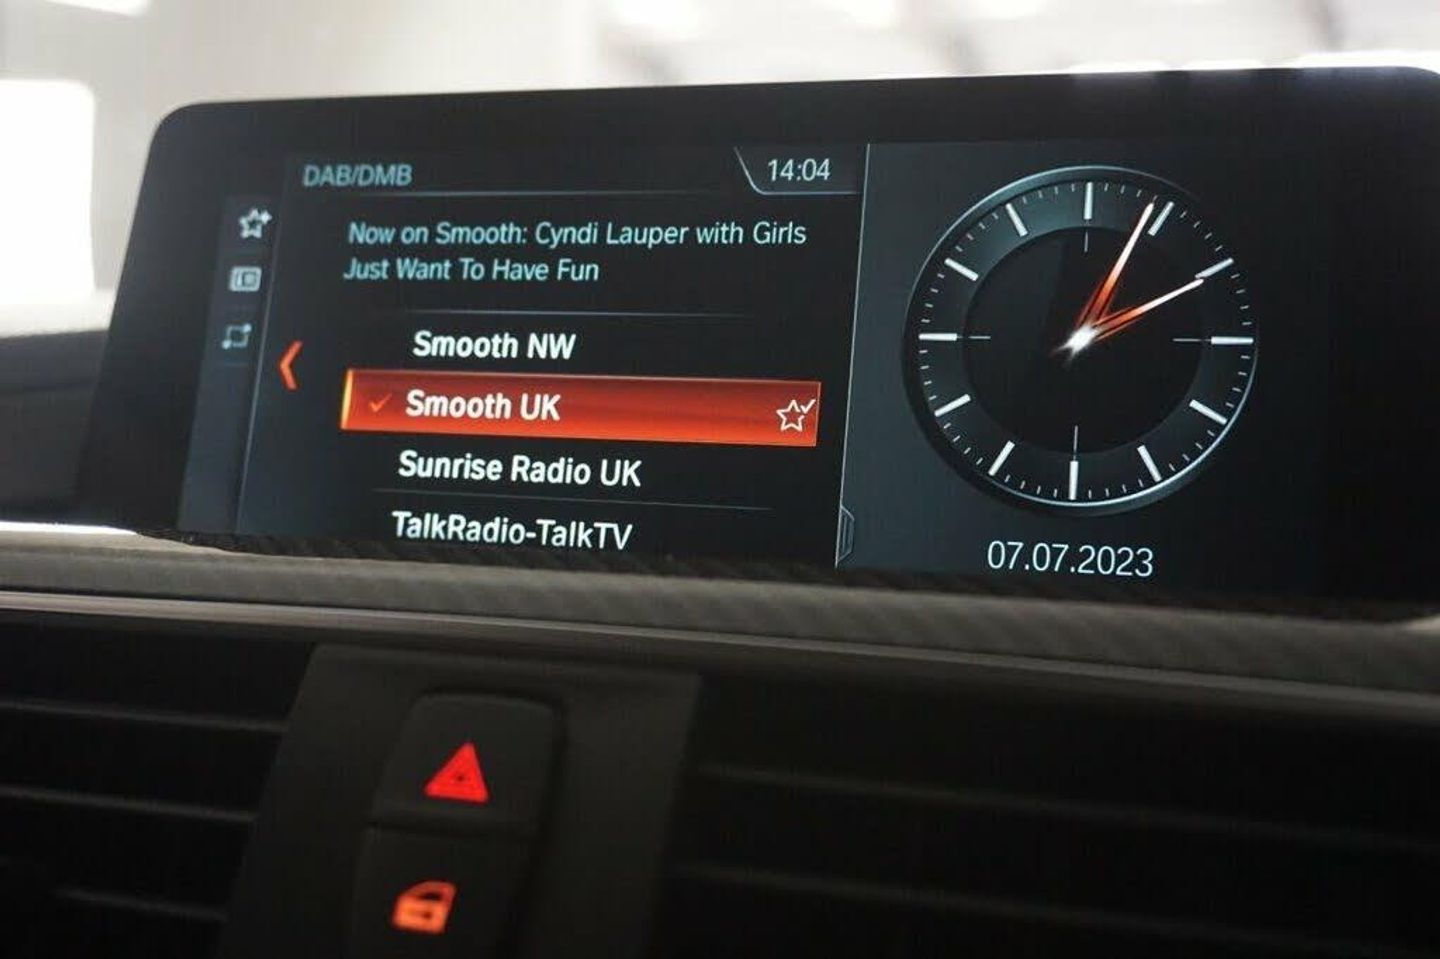 DAB/DMB
14:04
Now on Smooth: Cyndi Lauper with Girls
Just Want To Have Fun
Smooth NW
Smooth UK
Sunrise Radio UK
TalkRadio-TalkTV
07.07.2023